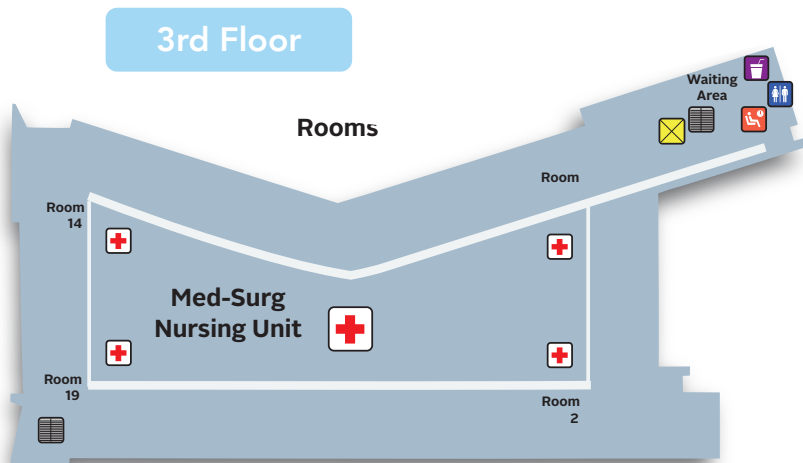 3rd Floor
Waiting
Area
Rooms
Room
Room
14
Med-Surg
Nursing Unit
Room
19
Room
2